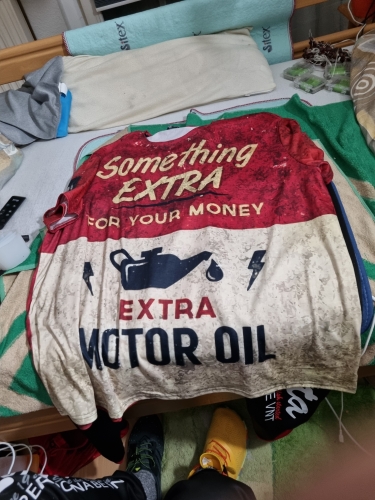 sitex
sitex
Something
EXTRA
FOR YOUR MONEY
EXTRA
MOTOR OIL